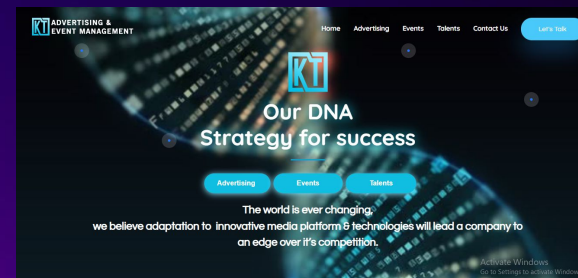 KT ADVERTISING &
EVENT MANAGEMENT
Home Advertising Events Talents Contact Us Let's Talk
KT
Our DNA
Strategy for success
Advertising Events Talents
The world is ever changing,
we believe adaptation to innovative media platform & technologies will lead a company to
an edge over it's competition.
Activate Windows
Go to Settings to activate Windows